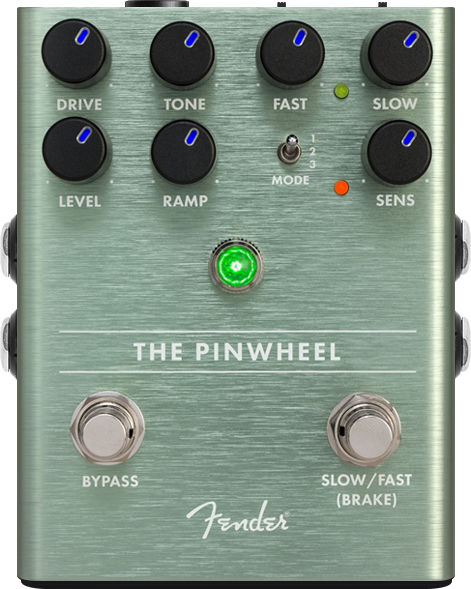 DRIVE TONE FAST SLOW
1
2
3
LEVEL RAMP MODE SENS
THE PINWHEEL
BYPASS SLOW/FAST
(BRAKE)
Fender